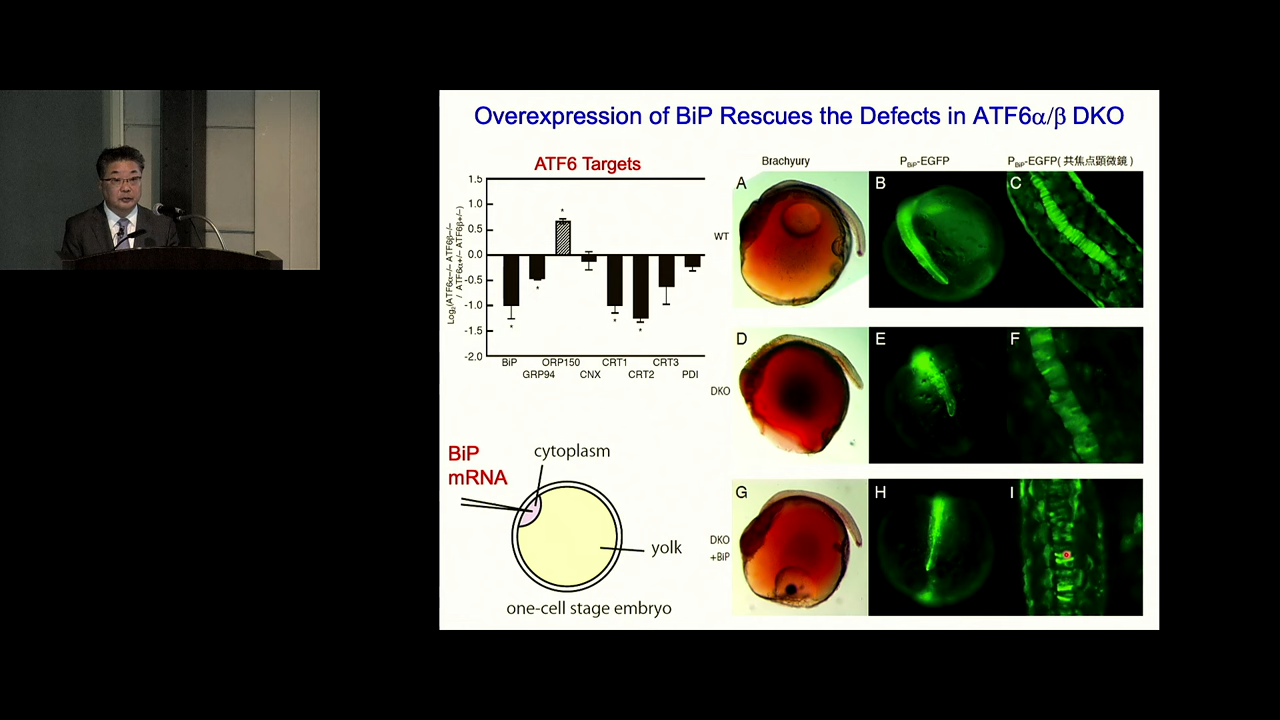 Overexpression of BiP Rescues the Defects in ATF6α/β DKO
ATF6 Targets
1.5
1.0
0.5
0.0
-0.5
-1.0
-1.5
-2.0
Log₂(ATF6α−/− ATF6β−/−
/ ATF6α+/− ATF6β+/−)
*
*
*
*
*
BiP
ORP150
CRT1
CRT3
GRP94
CNX
CRT2
PDI
BiP
mRNA
cytoplasm
yolk
one-cell stage embryo
Brachyury
P_BiP-EGFP
P_BiP-EGFP( 共焦点顕微鏡 )
WT
A
B
C
DKO
D
E
F
DKO
+BiP
G
H
I